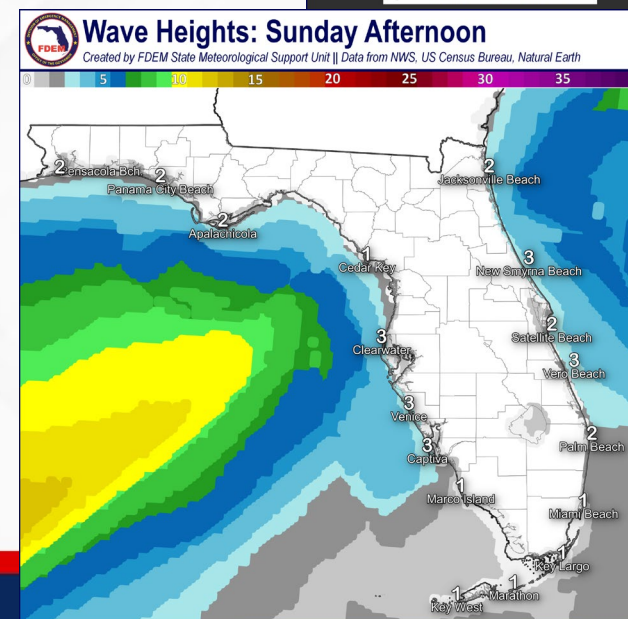 Wave Heights: Sunday Afternoon
Created by FDEM State Meteorological Support Unit || Data from NWS, US Census Bureau, Natural Earth
FDEM
0 5 10 15 20 25 30 35
2 Pensacola Bch.
2
Panama City Beach
2
Apalachicola
2
Jacksonville Beach
1
Cedar Key
3
New Smyrna Beach
3
Clearwater
2
Satellite Beach
3
Vero Beach
3
Venice
3
Captiva
2
Palm Beach
1
Marco Island
1
Miami Beach
1
Key Largo
1
Marathon
1
Key West